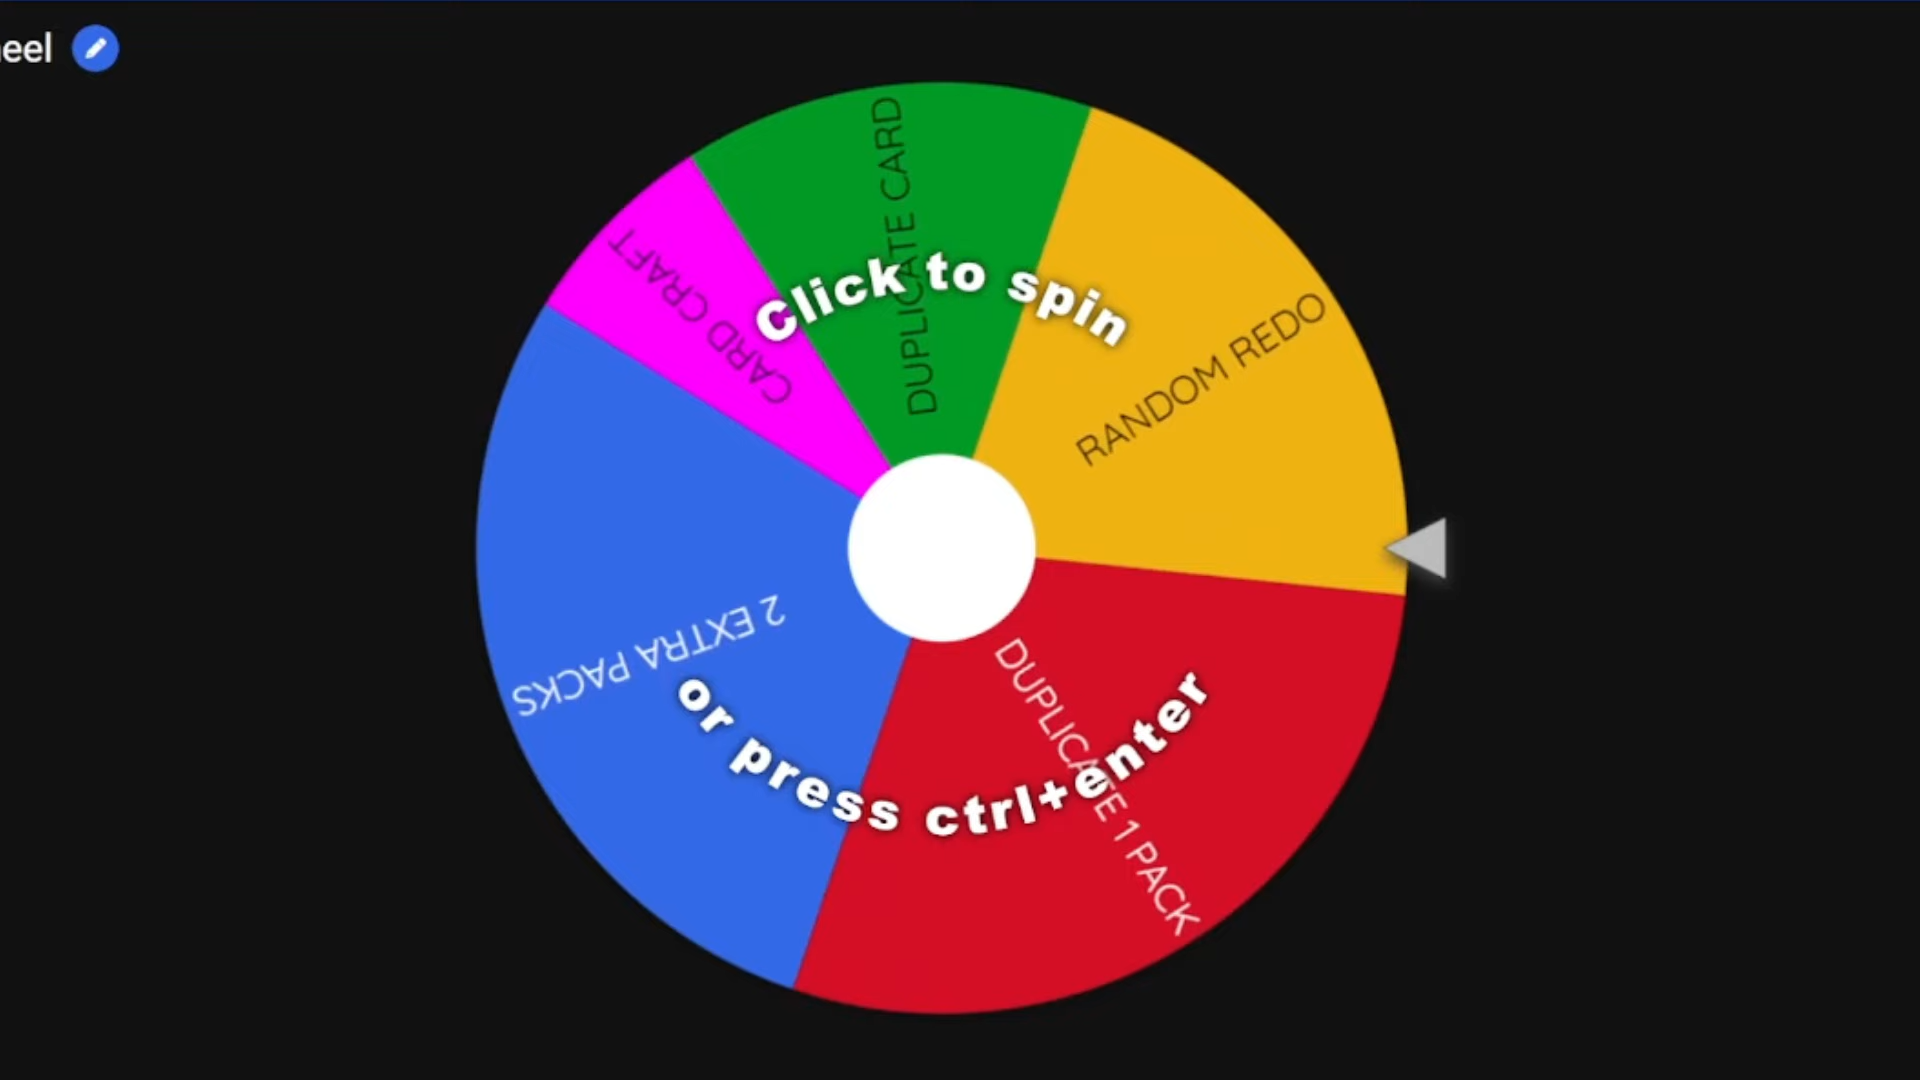 eel
DUPLICATE CARD
CARD CRAFT
Click to spin
RANDOM REDO
2 EXTRA PACKS
DUPLICATE 1 PACK
or press ctrl+enter